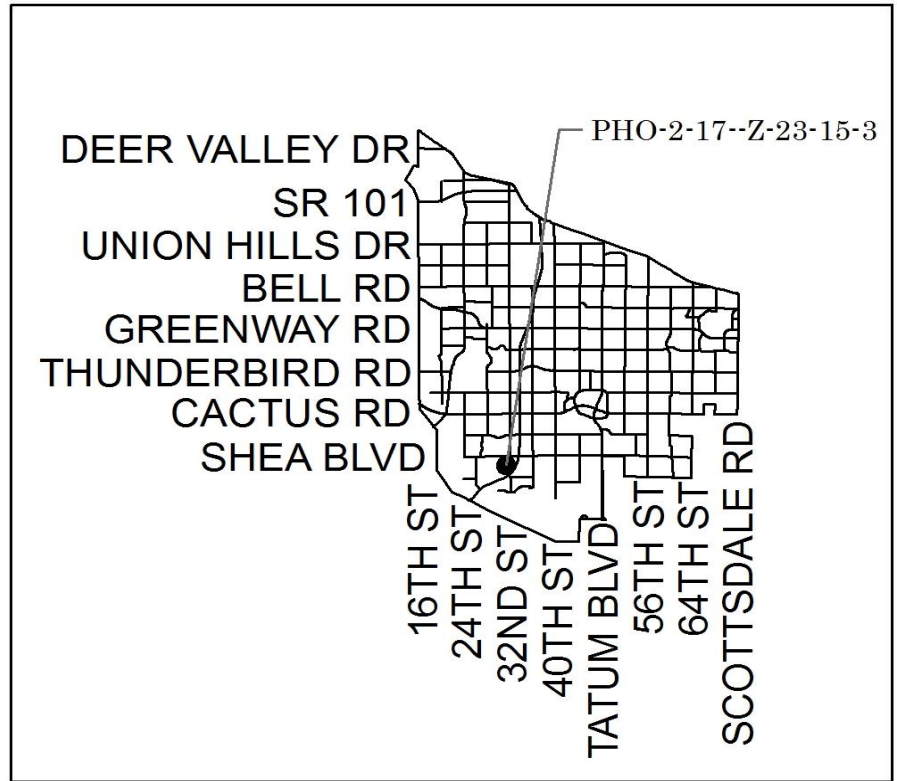 PHO-2-17--Z-23-15-3
DEER VALLEY DR
SR 101
UNION HILLS DR
BELL RD
GREENWAY RD
THUNDERBIRD RD
CACTUS RD
SHEA BLVD
16TH ST
24TH ST
32ND ST
40TH ST
TATUM BLVD
56TH ST
64TH ST
SCOTTSDALE RD